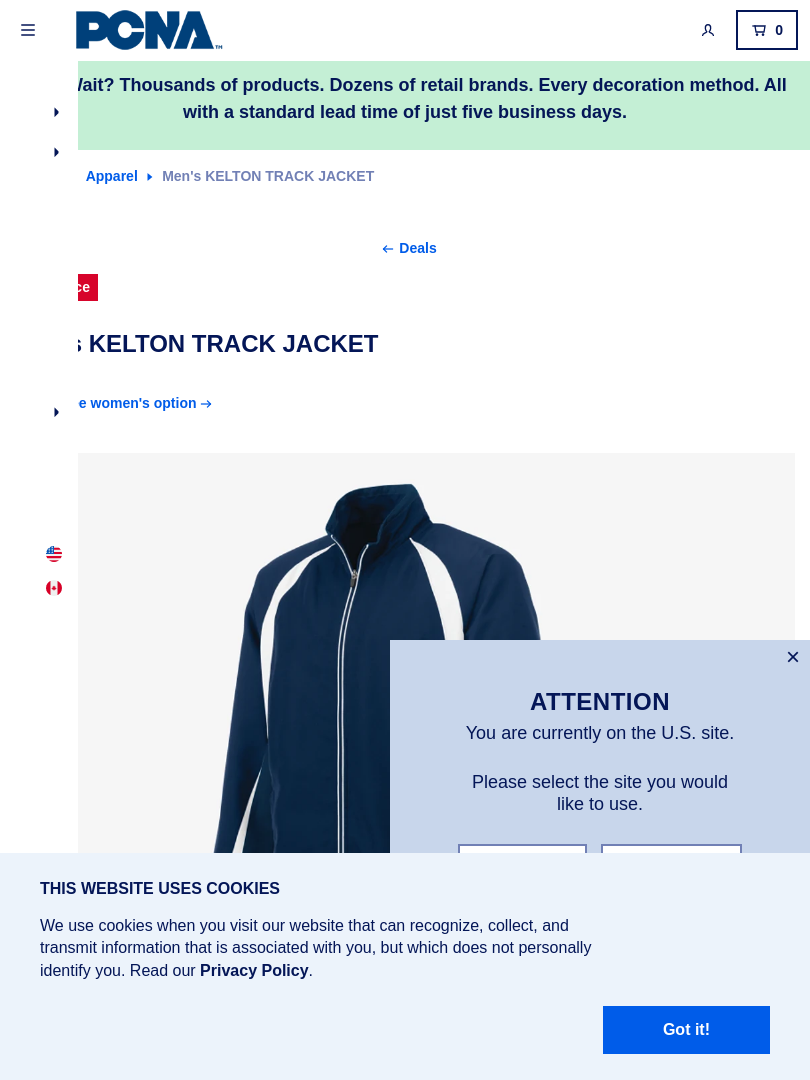 PCNA™
0
Wait? Thousands of products. Dozens of retail brands. Every decoration method. All
with a standard lead time of just five business days.
Apparel Men's KELTON TRACK JACKET
← Deals
KELTON TRACK JACKET
women's option →
ATTENTION
You are currently on the U.S. site.
Please select the site you would
like to use.
THIS WEBSITE USES COOKIES
We use cookies when you visit our website that can recognize, collect, and
transmit information that is associated with you, but which does not personally
identify you. Read our Privacy Policy.
Got it!